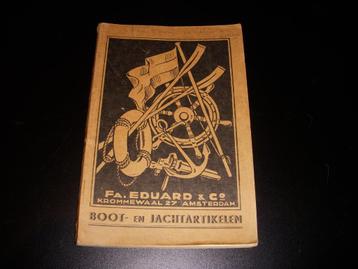 FA. EDUARD & Co
KROMMEWAAL 27 AMSTERDAM
BOOT- EN JACHTARTIKELEN